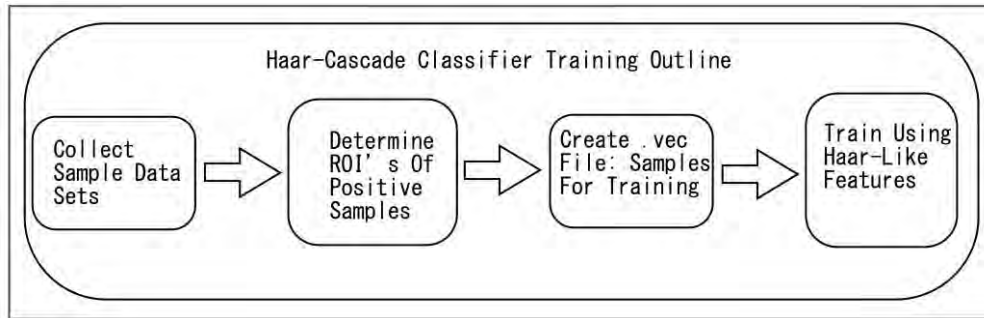 Haar-Cascade Classifier Training Outline
Collect
Sample Data
Sets
Determine
ROI's Of
Positive
Samples
Create .vec
File: Samples
For Training
Train Using
Haar-Like
Features